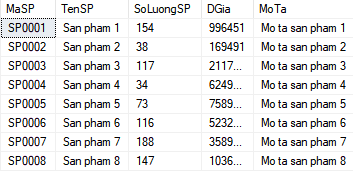 MaSP TenSP SoLuongSP DGia MoTa
SP0001 San pham 1 154 996451 Mo ta san pham 1
SP0002 San pham 2 38 169491 Mo ta san pham 2
SP0003 San pham 3 117 2117... Mo ta san pham 3
SP0004 San pham 4 34 6249... Mo ta san pham 4
SP0005 San pham 5 73 7589... Mo ta san pham 5
SP0006 San pham 6 116 5232... Mo ta san pham 6
SP0007 San pham 7 188 3589... Mo ta san pham 7
SP0008 San pham 8 147 1036... Mo ta san pham 8